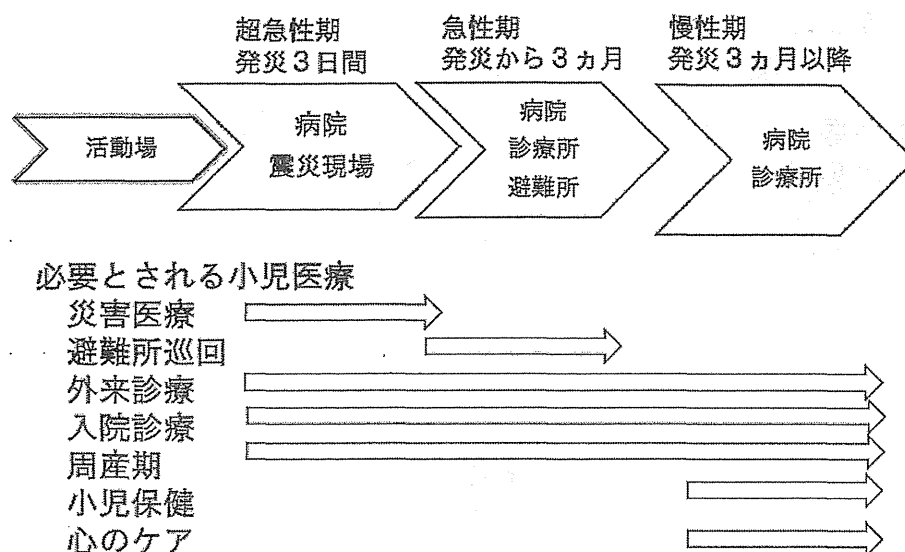 超急性期
発災3日間
急性期
発災から3ヵ月
慢性期
発災3ヵ月以降
活動場
病院
震災現場
病院
診療所
避難所
病院
診療所
必要とされる小児医療
災害医療
避難所巡回
外来診療
入院診療
周産期
小児保健
心のケア